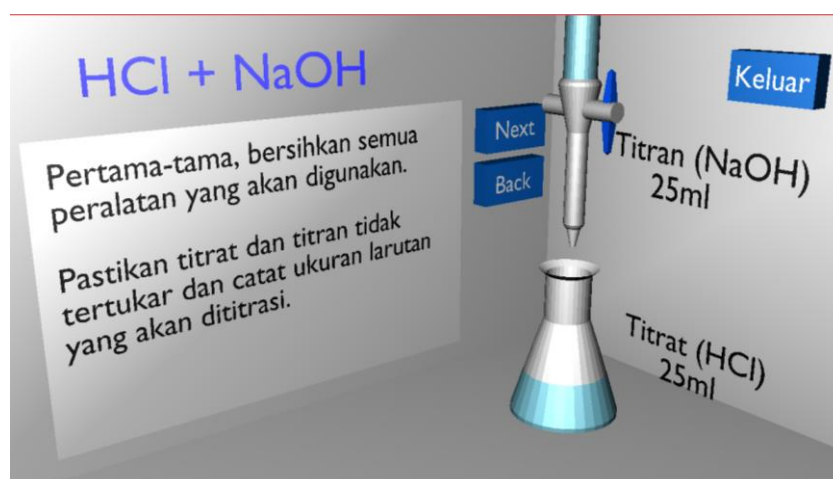 HCl + NaOH
Pertama-tama, bersihkan semua
peralatan yang akan digunakan.
Pastikan titrat dan titran tidak
tertukar dan catat ukuran larutan
yang akan dititrasi.
Next
Back
Keluar
Titran (NaOH)
25ml
Titrat (HCl)
25ml